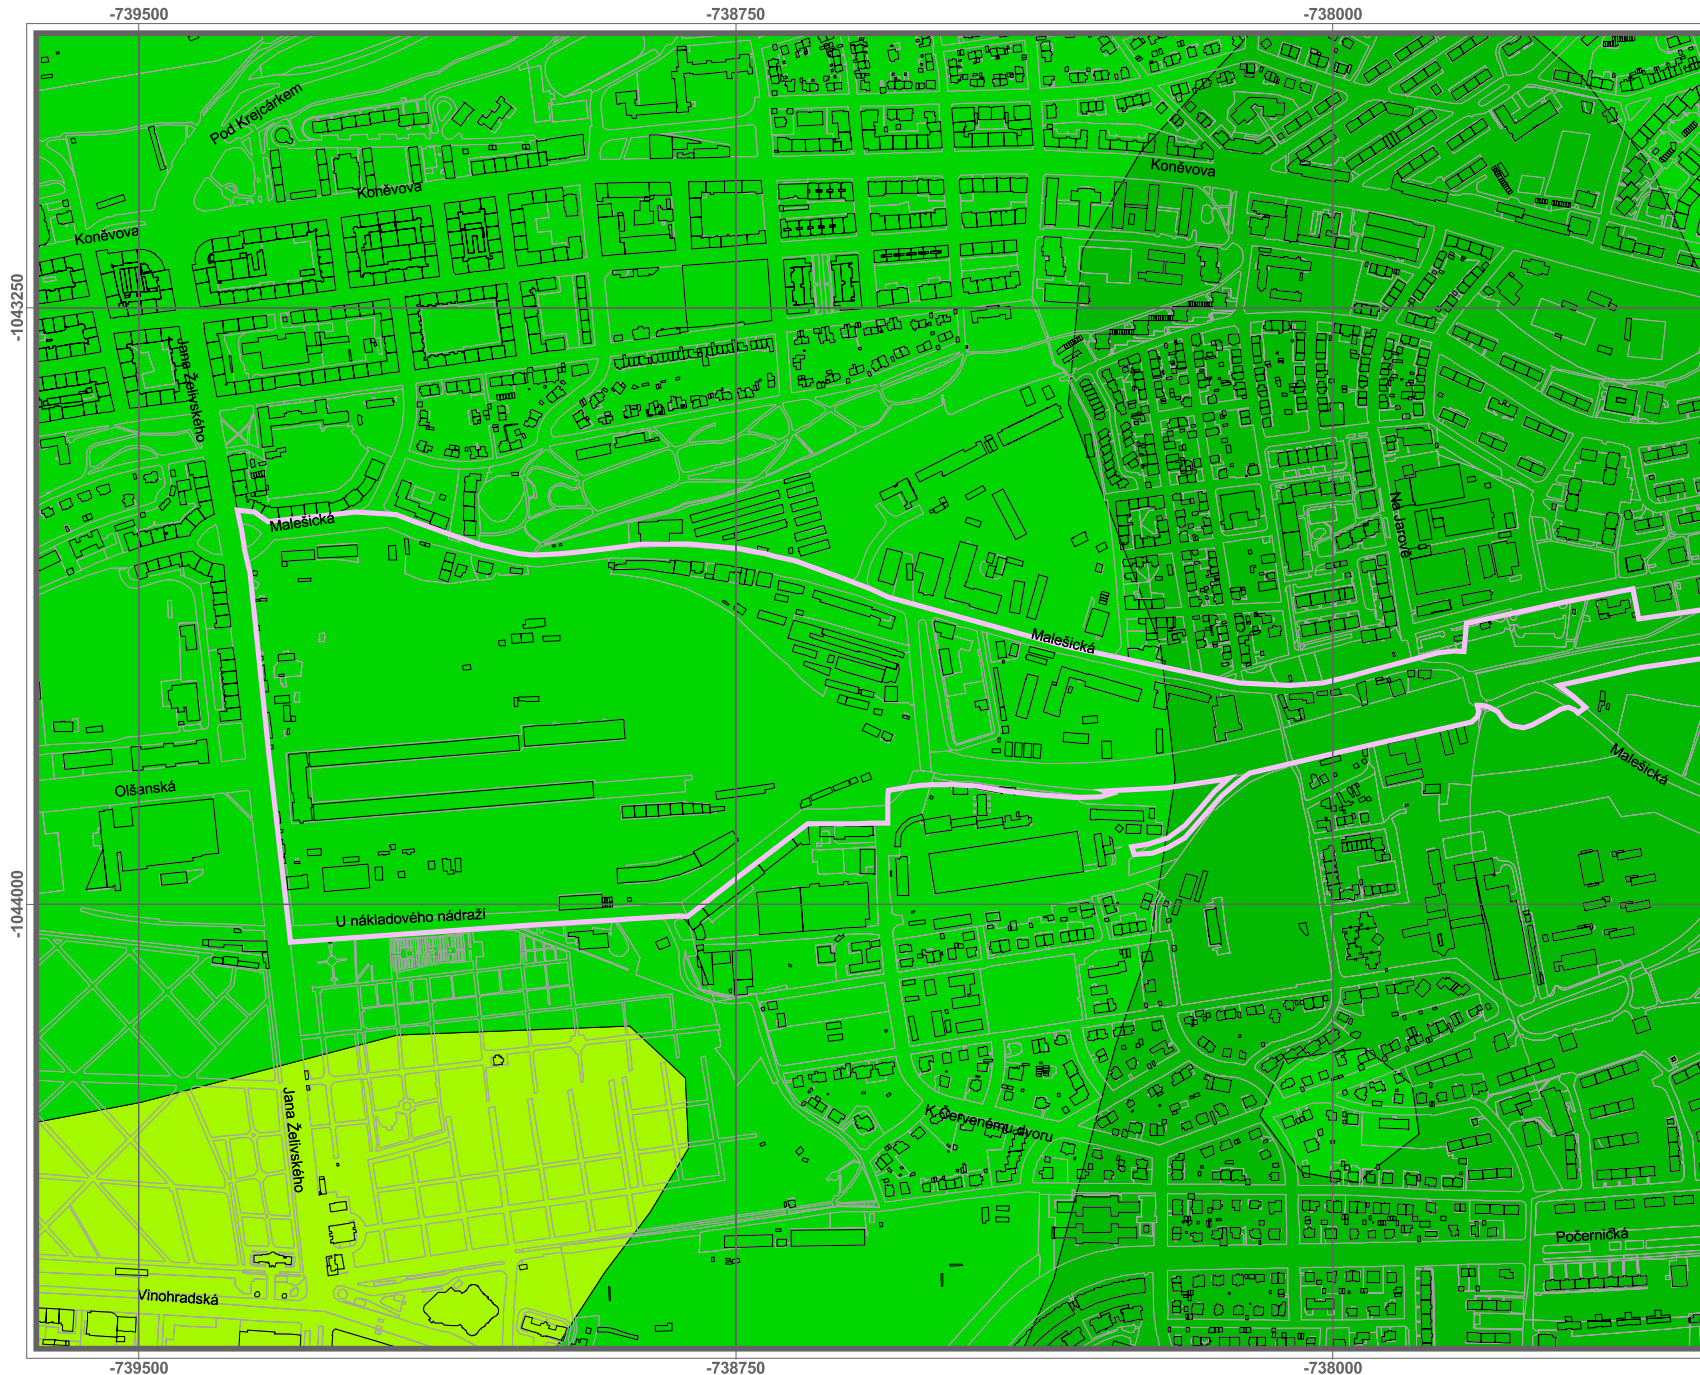 -739500 -738750 -738000
Pod Krejcárkem
Koněvova
Koněvova
Koněvova
-1043250
Jana Želivského
Malešická
Na Jarově
Malešická
Malešická
Olšanská
-1044000
U nákladového nádraží
K Červenému dvoru
Jana Želivského
Počernická
Vinohradská
-739500 -738750 -738000